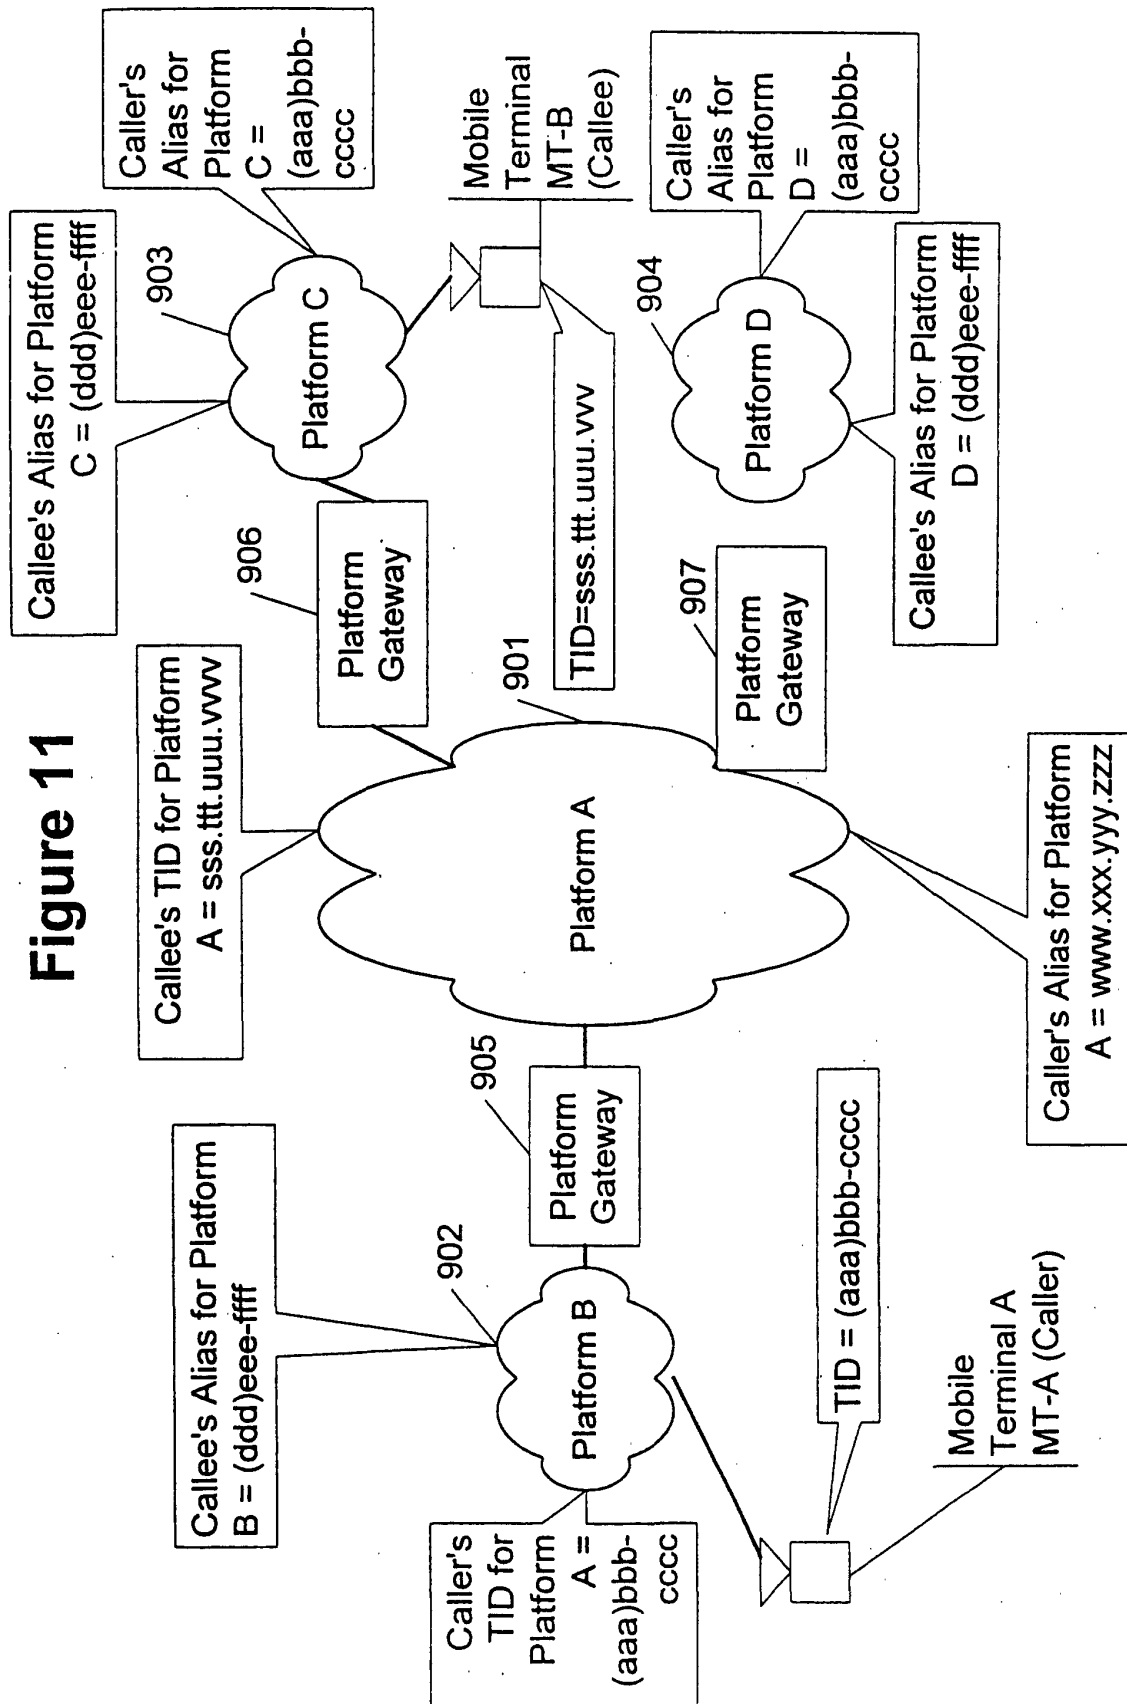 Figure 11
Callee's Alias for Platform
B = (ddd)eee-ffff
902
Platform B
Caller's
TID for
Platform
A =
(aaa)bbb-
cccc
905
Platform
Gateway
TID = (aaa)bbb-cccc
Mobile
Terminal A
MT-A (Caller)
Callee's TID for Platform
A = sss.ttt.uuu.vvv
Platform A
901
Caller's Alias for Platform
A = www.xxx.yyy.zzz
906
Platform
Gateway
907
Platform
Gateway
Callee's Alias for Platform
C = (ddd)eee-ffff
903
Platform C
Caller's
Alias for
Platform
C =
(aaa)bbb-
cccc
Mobile
Terminal
MT-B
(Callee)
TID=sss.ttt.uuu.vvv
904
Platform D
Caller's
Alias for
Platform
D =
(aaa)bbb-
cccc
Callee's Alias for Platform
D = (ddd)eee-ffff